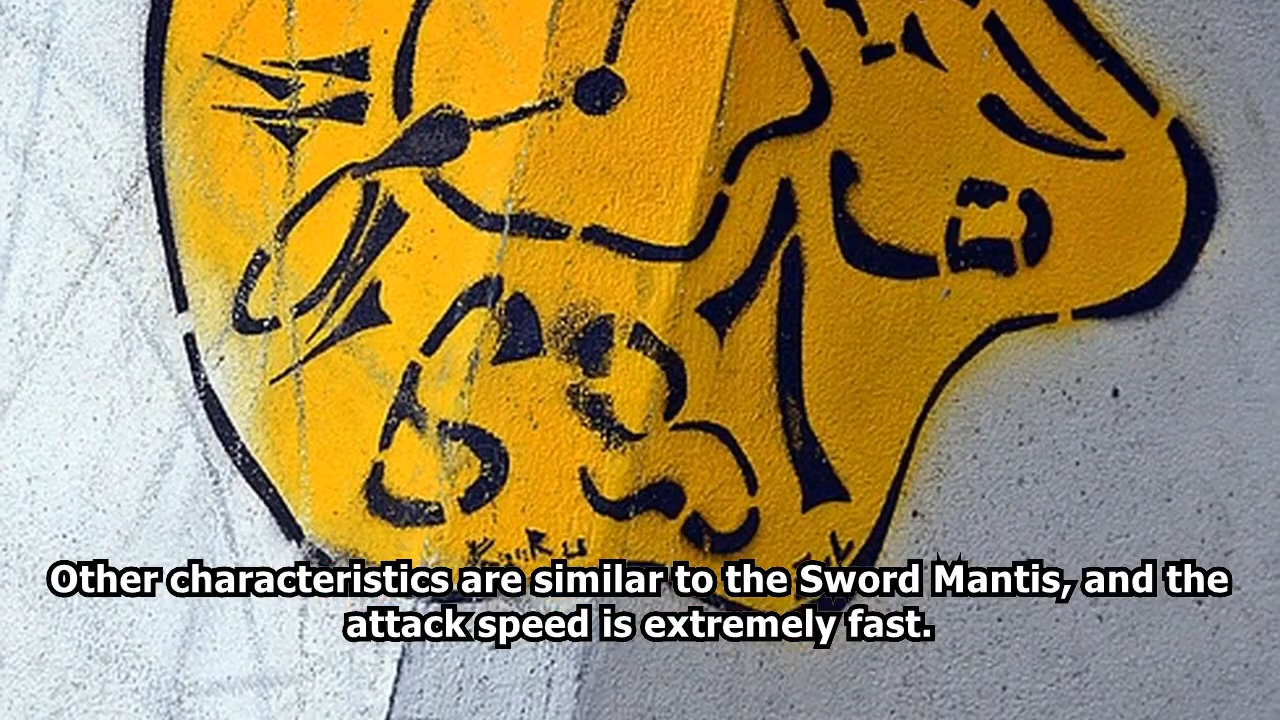 Other characteristics are similar to the Sword Mantis, and the
attack speed is extremely fast.